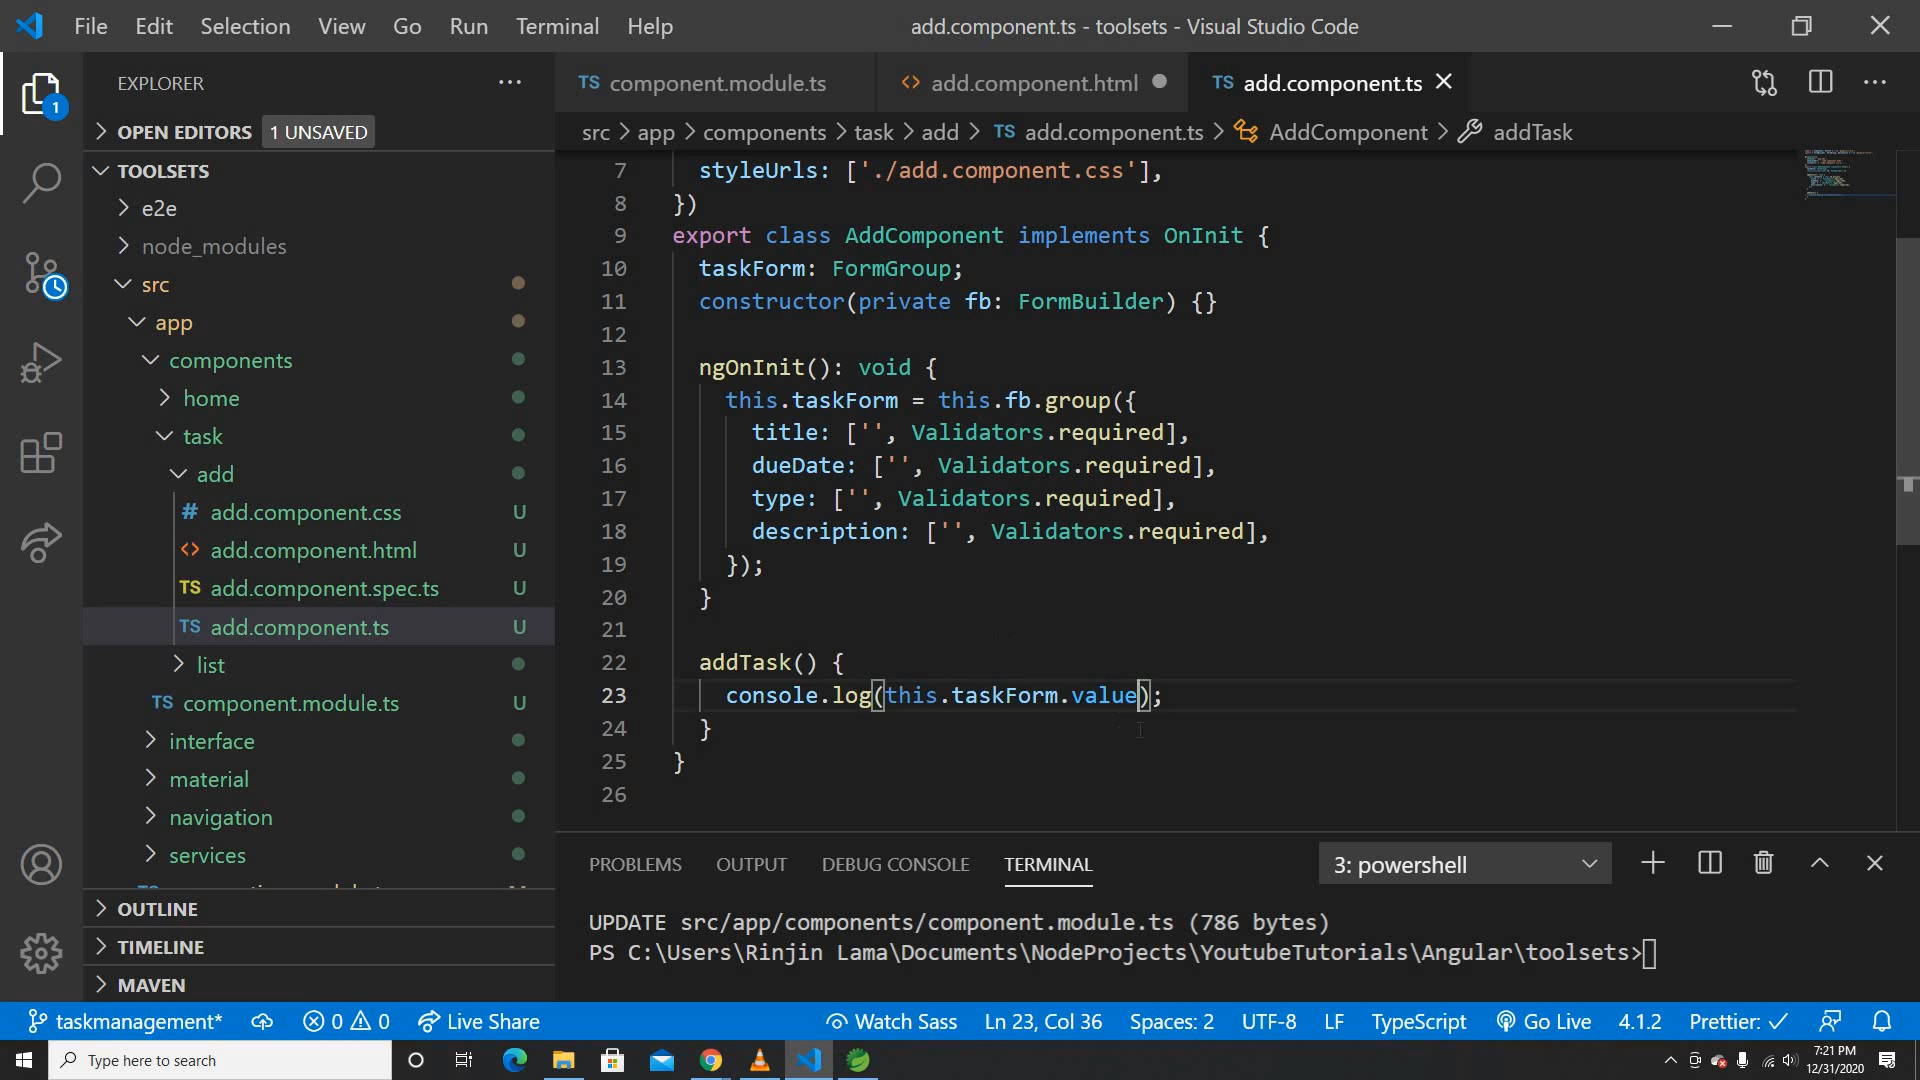 File Edit Selection View Go Run Terminal Help
add.component.ts - toolsets - Visual Studio Code
EXPLORER
OPEN EDITORS 1 UNSAVED
TOOLSETS
e2e
node_modules
src
app
components
home
task
add
# add.component.css U
<> add.component.html U
TS add.component.spec.ts U
TS add.component.ts U
list
TS component.module.ts U
interface
material
navigation
services
OUTLINE
TIMELINE
MAVEN
1
TS component.module.ts
<> add.component.html
TS add.component.ts
src > app > components > task > add > TS add.component.ts > AddComponent > addTask
7 styleUrls: ['./add.component.css'],
8 })
9 export class AddComponent implements OnInit {
10 taskForm: FormGroup;
11 constructor(private fb: FormBuilder) {}
12
13 ngOnInit(): void {
14 this.taskForm = this.fb.group({
15 title: ['', Validators.required],
16 dueDate: ['', Validators.required],
17 type: ['', Validators.required],
18 description: ['', Validators.required],
19 });
20 }
21
22 addTask() {
23 console.log(this.taskForm.value);
24 }
25 }
26
PROBLEMS OUTPUT DEBUG CONSOLE TERMINAL
3: powershell
UPDATE src/app/components/component.module.ts (786 bytes)
PS C:\Users\Rinjin Lama\Documents\NodeProjects\YoutubeTutorials\Angular\toolsets>
taskmanagement* 0 0 Live Share
Watch Sass Ln 23, Col 36 Spaces: 2 UTF-8 LF TypeScript Go Live 4.1.2 Prettier: ✓
Type here to search
7:21 PM
12/31/2020